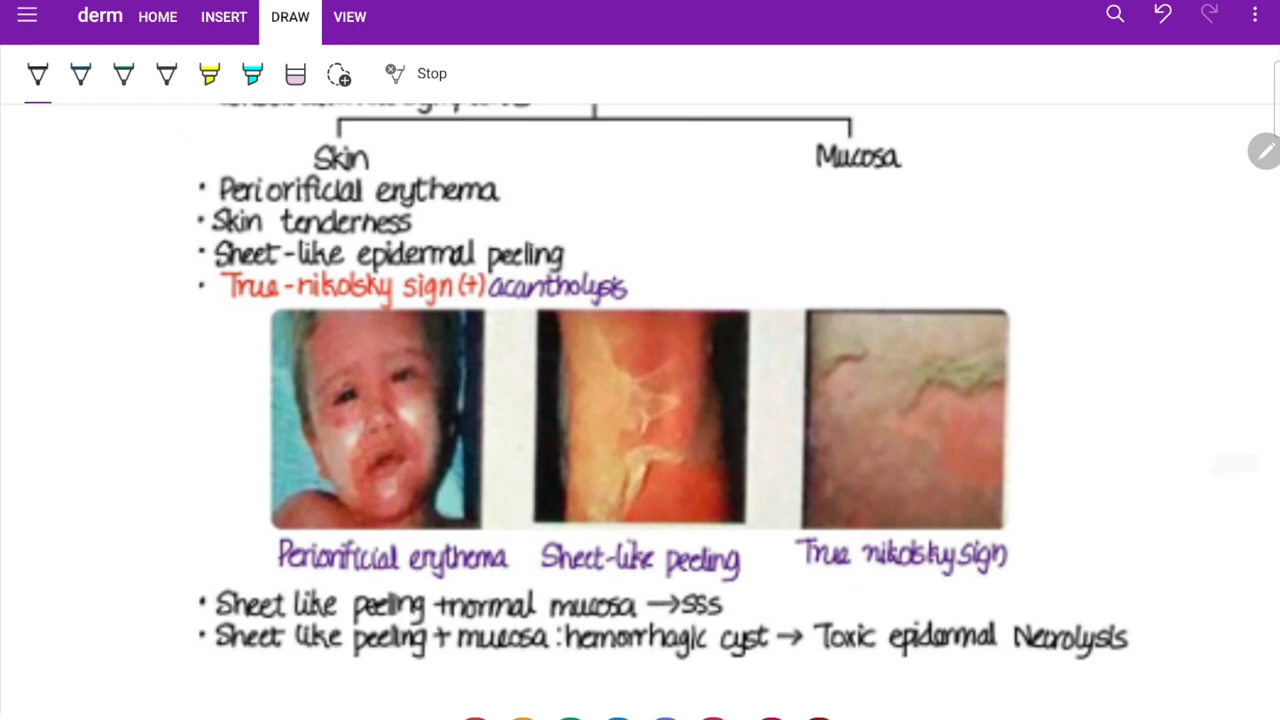 derm HOME INSERT DRAW VIEW
Stop
Skin
Mucosa
• Periorificial erythema
• Skin tenderness
• Sheet-like epidermal peeling
• True-nikolsky sign (+) acantholysis
Periorificial erythema
Sheet-like peeling
True nikolsky sign
• Sheet like peeling +normal mucosa → SSS
• Sheet like peeling + mucosa : hemorrhagic cyst → Toxic epidermal Necrolysis